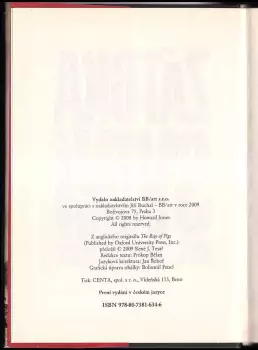 Vydalo nakladatelství BB/art s.r.o.
ve spolupráci s nakladatelstvím Jiří Buchal – BB/art v roce 2009
Bořivojova 75, Praha 3
Copyright © 2008 by Howard Jones
All rights reserved.
Z anglického originálu The Bay of Pigs
(Published by Oxford University Press, Inc.)
přeložil © 2009 René J. Tesař
Redakce textu: Prokop
Jazyková korektura: Jan
Grafická úprava obálky: Bohumil
Tisk: CENTA, spol. s r. o., Vídeňská 113, Brno
První vydání v českém jazyce
ISBN 978-80-7381-634-6